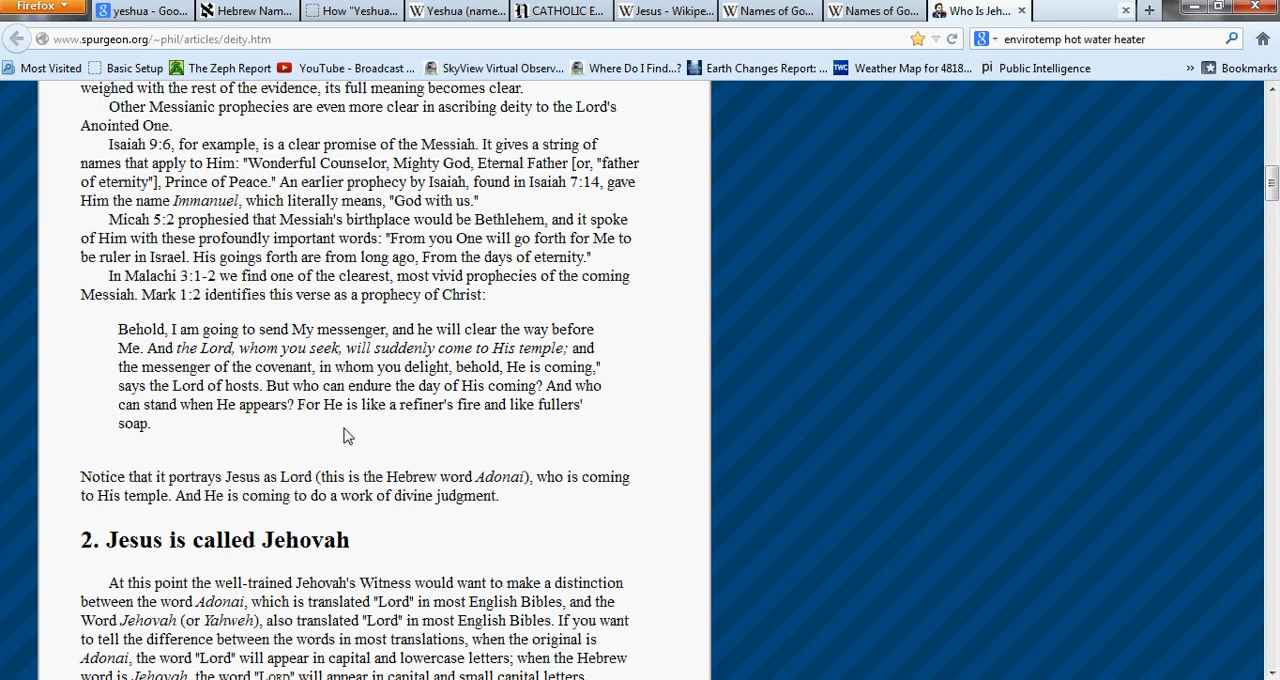 Firefox
yeshua - Goo...
Hebrew Nam...
How "Yeshua...
Yeshua (name...
CATHOLIC E...
Jesus - Wikipe...
Names of Go...
Names of Go...
Who Is Jeh...
www.spurgeon.org/~phil/articles/deity.htm
envirotemp hot water heater
Most Visited
Basic Setup
The Zeph Report
YouTube - Broadcast ...
SkyView Virtual Observ...
Where Do I Find...?
Earth Changes Report: ...
TWC
Weather Map for 4818...
pi Public Intelligence
»
Bookmarks
weighed with the rest of the evidence, its full meaning becomes clear.
Other Messianic prophecies are even more clear in ascribing deity to the Lord's
Anointed One.
Isaiah 9:6, for example, is a clear promise of the Messiah. It gives a string of
names that apply to Him: "Wonderful Counselor, Mighty God, Eternal Father [or, "father
of eternity"], Prince of Peace." An earlier prophecy by Isaiah, found in Isaiah 7:14, gave
Him the name Immanuel, which literally means, "God with us."
Micah 5:2 prophesied that Messiah's birthplace would be Bethlehem, and it spoke
of Him with these profoundly important words: "From you One will go forth for Me to
be ruler in Israel. His goings forth are from long ago, From the days of eternity."
In Malachi 3:1-2 we find one of the clearest, most vivid prophecies of the coming
Messiah. Mark 1:2 identifies this verse as a prophecy of Christ:
Behold, I am going to send My messenger, and he will clear the way before
Me. And the Lord, whom you seek, will suddenly come to His temple; and
the messenger of the covenant, in whom you delight, behold, He is coming,"
says the Lord of hosts. But who can endure the day of His coming? And who
can stand when He appears? For He is like a refiner's fire and like fullers'
soap.
Notice that it portrays Jesus as Lord (this is the Hebrew word Adonai), who is coming
to His temple. And He is coming to do a work of divine judgment.
2. Jesus is called Jehovah
At this point the well-trained Jehovah's Witness would want to make a distinction
between the word Adonai, which is translated "Lord" in most English Bibles, and the
Word Jehovah (or Yahweh), also translated "Lord" in most English Bibles. If you want
to tell the difference between the words in most translations, when the original is
Adonai, the word "Lord" will appear in capital and lowercase letters; when the Hebrew
word is Jehovah, the word "LORD" will appear in capital and small capital letters.